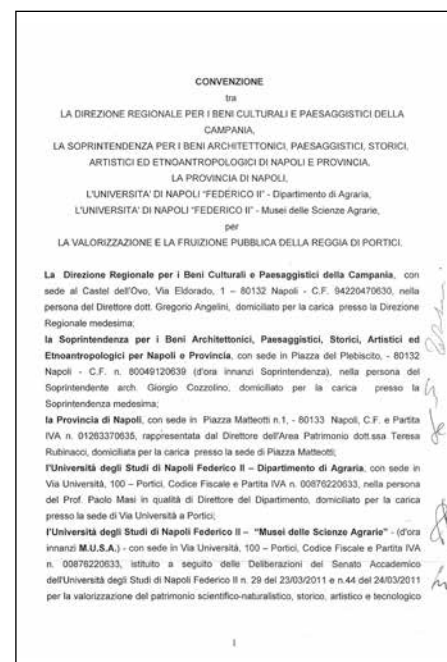 CONVENZIONE
tra
LA DIREZIONE REGIONALE PER I BENI CULTURALI E PAESAGGISTICI DELLA
CAMPANIA,
LA SOPRINTENDENZA PER I BENI ARCHITETTONICI, PAESAGGISTICI, STORICI,
ARTISTICI ED ETNOANTROPOLOGICI DI NAPOLI E PROVINCIA,
LA PROVINCIA DI NAPOLI,
L'UNIVERSITA' DI NAPOLI "FEDERICO II" - Dipartimento di Agraria,
L'UNIVERSITA' DI NAPOLI "FEDERICO II" - Musei delle Scienze Agrarie,
per
LA VALORIZZAZIONE E LA FRUIZIONE PUBBLICA DELLA REGGIA DI PORTICI.
La Direzione Regionale per i Beni Culturali e Paesaggistici della Campania, con
sede al Castel dell'Ovo, Via Eldorado, 1 – 80132 Napoli - C.F. 94220470630, nella
persona del Direttore dott. Gregorio Angelini, domiciliato per la carica presso la Direzione
Regionale medesima;
la Soprintendenza per i Beni Architettonici, Paesaggistici, Storici, Artistici ed
Etnoantropologici per Napoli e Provincia, con sede in Piazza del Plebiscito, - 80132
Napoli - C.F. n. 80049120639 (d'ora innanzi Soprintendenza), nella persona del
Soprintendente arch. Giorgio Cozzolino, domiciliato per la carica presso la
Soprintendenza medesima;
la Provincia di Napoli, con sede in Piazza Matteotti n.1, - 80133 Napoli, C.F. e Partita
IVA n. 01263370635, rappresentata dal Direttore dell'Area Patrimonio dott.ssa Teresa
Rubinacci, domiciliata per la carica presso la sede di Piazza Matteotti;
l'Università degli Studi di Napoli Federico II – Dipartimento di Agraria, con sede in
Via Università, 100 – Portici, Codice Fiscale e Partita IVA n. 00876220633, nella persona
del Prof. Paolo Masi in qualità di Direttore del Dipartimento, domiciliato per la carica
presso la sede di Via Università a Portici;
l'Università degli Studi di Napoli Federico II – "Musei delle Scienze Agrarie" - (d'ora
innanzi M.U.S.A.) - con sede in Via Università, 100 – Portici, Codice Fiscale e Partita IVA
n. 00876220633, istituito a seguito delle Deliberazioni del Senato Accademico
dell'Università degli Studi di Napoli Federico II n. 29 del 23/03/2011 e n.44 del 24/03/2011
per la valorizzazione del patrimonio scientifico-naturalistico, storico, artistico e tecnologico
1